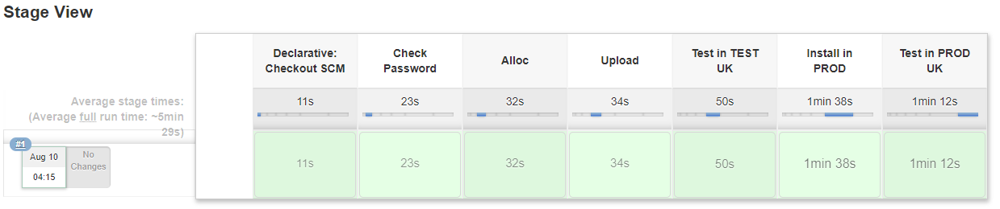 Stage View
Declarative:
Checkout SCM
Check
Password
Alloc
Upload
Test in TEST
UK
Install in
PROD
Test in PROD
UK
Average stage times:
(Average full run time: ~5min
29s)
11s
23s
32s
34s
50s
1min 38s
1min 12s
#1
Aug 10
04:15
No
Changes
11s
23s
32s
34s
50s
1min 38s
1min 12s